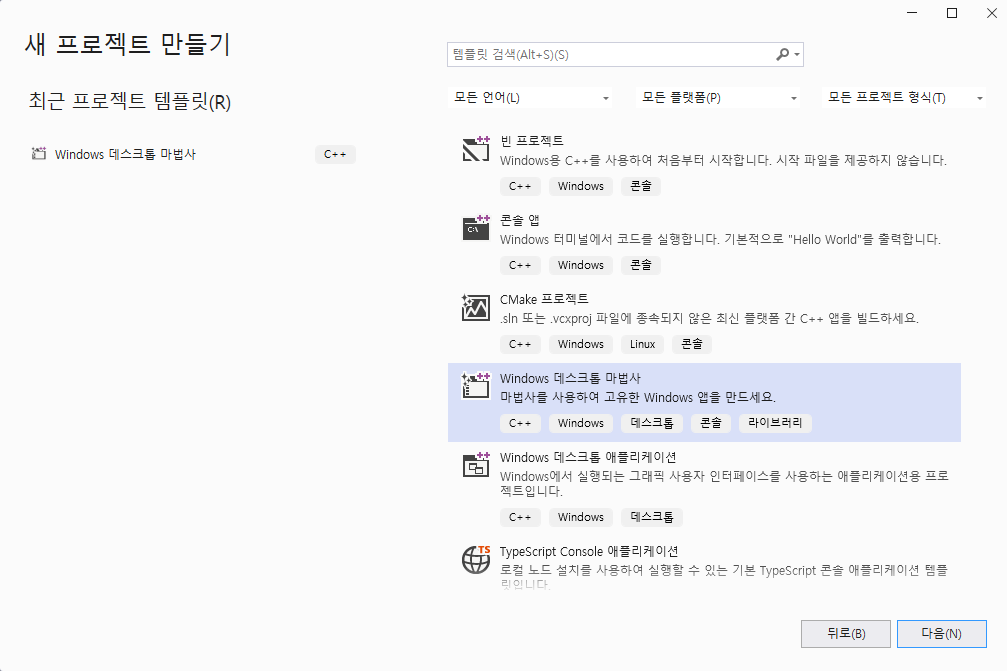 새 프로젝트 만들기
최근 프로젝트 템플릿(R)
Windows 데스크톱 마법사 C++
템플릿 검색(Alt+S)(S)
모든 언어(L) 모든 플랫폼(P) 모든 프로젝트 형식(T)
빈 프로젝트
Windows용 C++를 사용하여 처음부터 시작합니다. 시작 파일을 제공하지 않습니다.
C++ Windows 콘솔
콘솔 앱
Windows 터미널에서 코드를 실행합니다. 기본적으로 "Hello World"를 출력합니다.
C++ Windows 콘솔
CMake 프로젝트
.sln 또는 .vcxproj 파일에 종속되지 않은 최신 플랫폼 간 C++ 앱을 빌드하세요.
C++ Windows Linux 콘솔
Windows 데스크톱 마법사
마법사를 사용하여 고유한 Windows 앱을 만드세요.
C++ Windows 데스크톱 콘솔 라이브러리
Windows 데스크톱 애플리케이션
Windows에서 실행되는 그래픽 사용자 인터페이스를 사용하는 애플리케이션용 프로
젝트입니다.
C++ Windows 데스크톱
TS TypeScript Console 애플리케이션
로컬 노드 설치를 사용하여 실행할 수 있는 기본 TypeScript 콘솔 애플리케이션 템플
릿입니다.
뒤로(B) 다음(N)